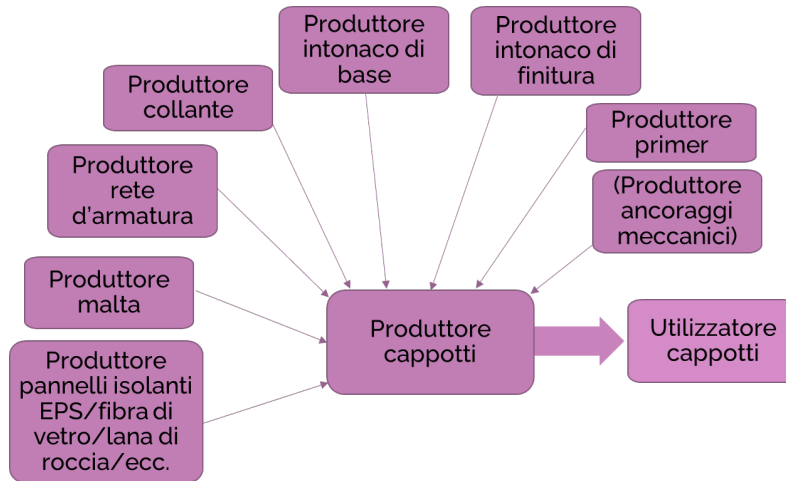 Produttore
intonaco di
base
Produttore
intonaco di
finitura
Produttore
collante
Produttore
primer
Produttore
rete
d'armatura
(Produttore
ancoraggi
meccanici)
Produttore
malta
Produttore
cappotti
Utilizzatore
cappotti
Produttore
pannelli isolanti
EPS/fibra di
vetro/lana di
roccia/ecc.